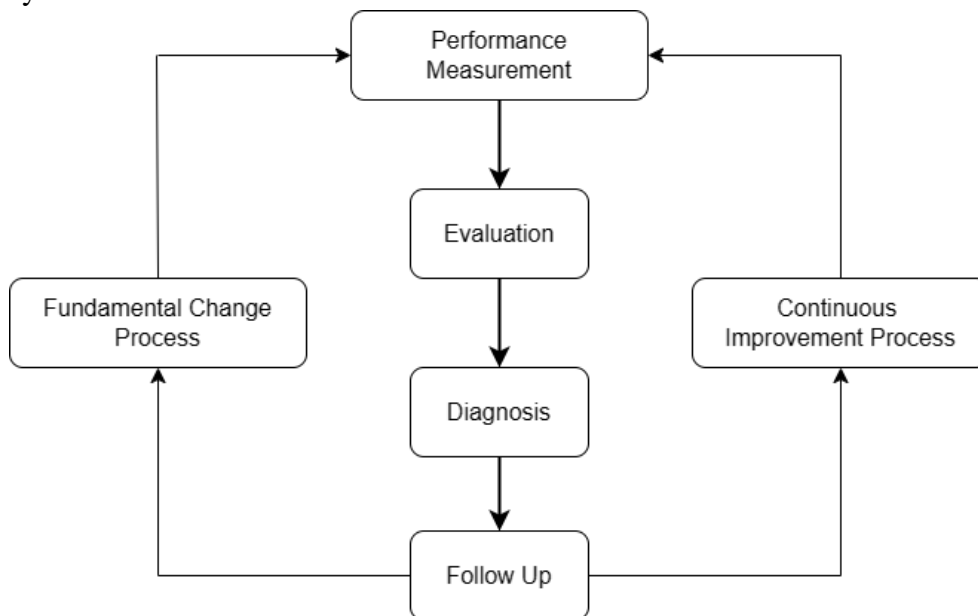 y
Performance
Measurement
Evaluation
Fundamental Change
Process
Continuous
Improvement Process
Diagnosis
Follow Up